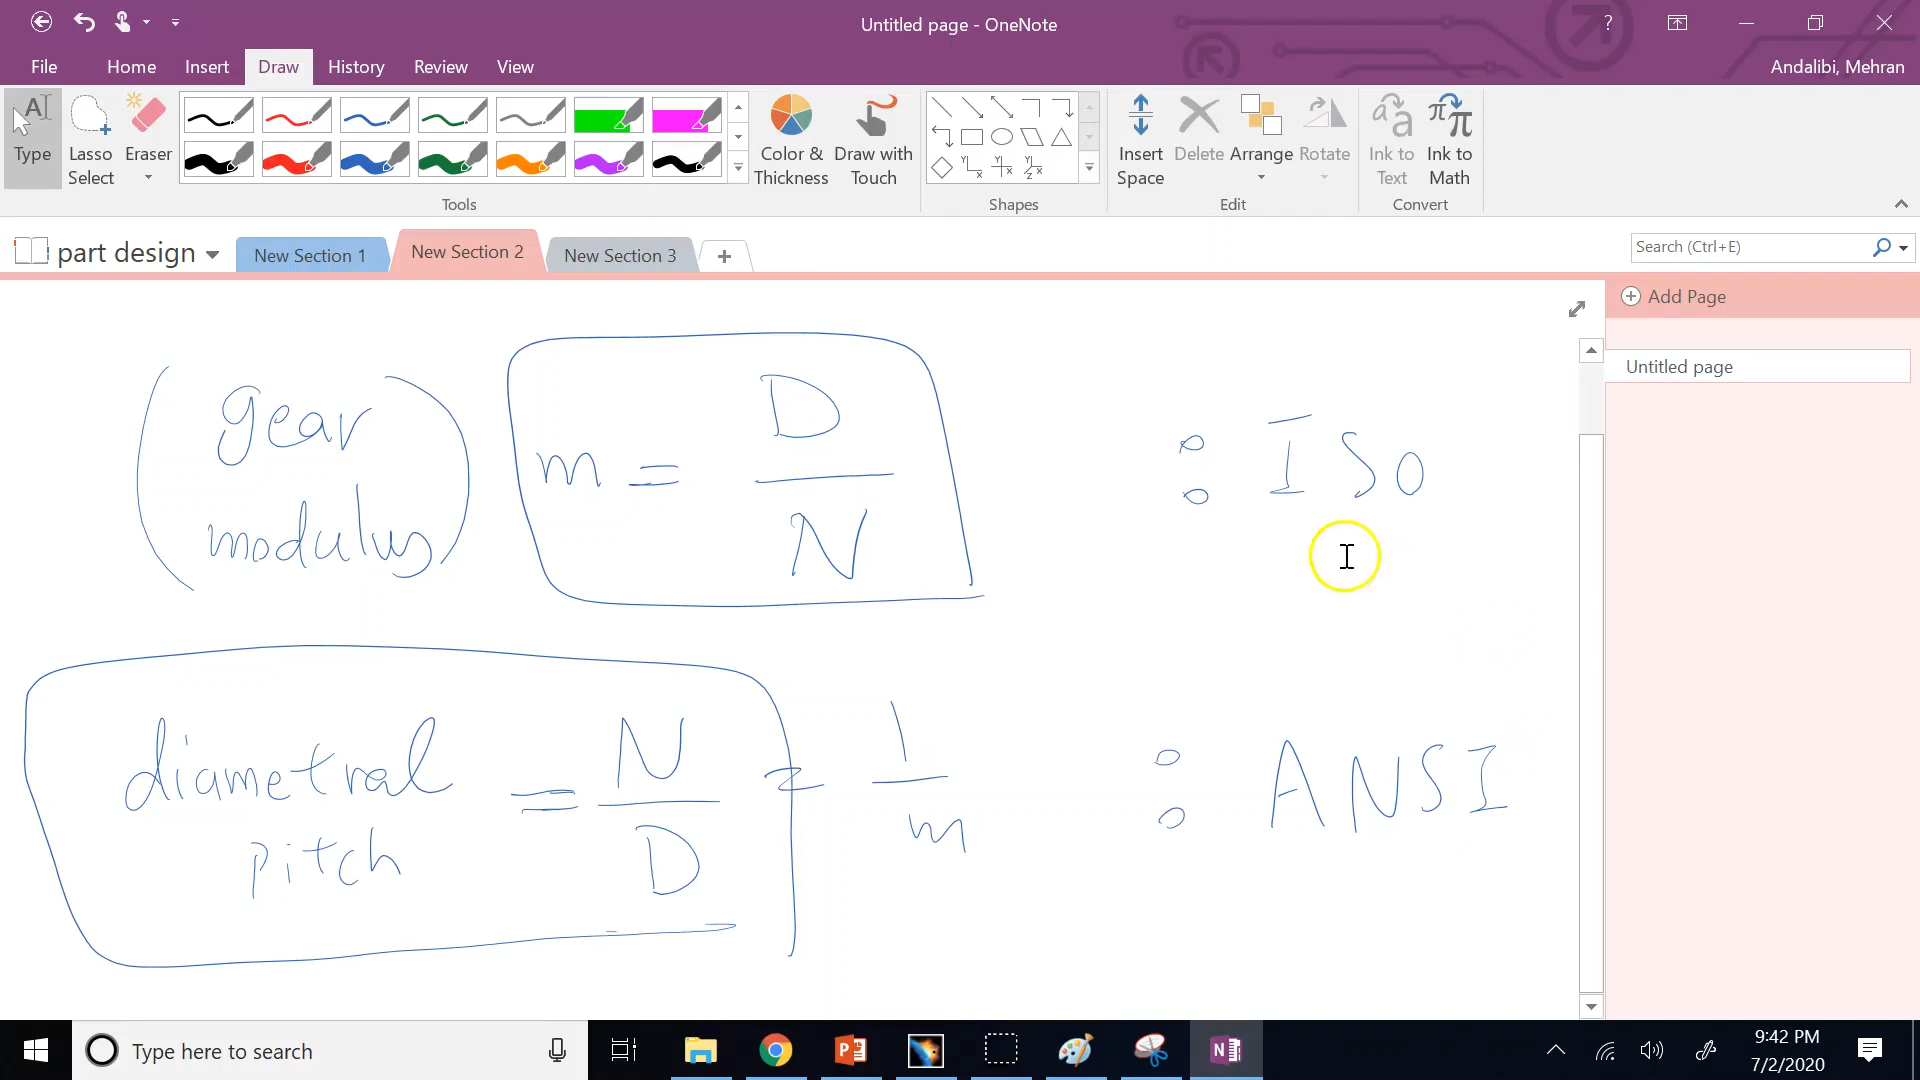 Untitled page - OneNote
?
File Home Insert Draw History Review View
Andalibi, Mehran
Type
Lasso Select
Eraser
Color & Thickness
Draw with Touch
Insert Space
Delete
Arrange
Rotate
Ink to Text
Ink to Math
Tools
Shapes
Edit
Convert
part design
New Section 1
New Section 2
New Section 3
Search (Ctrl+E)
Add Page
Untitled page
(gear modulus) m = D / N : ISO
diametral pitch = N / D = 1 / m : ANSI
Type here to search
9:42 PM
7/2/2020